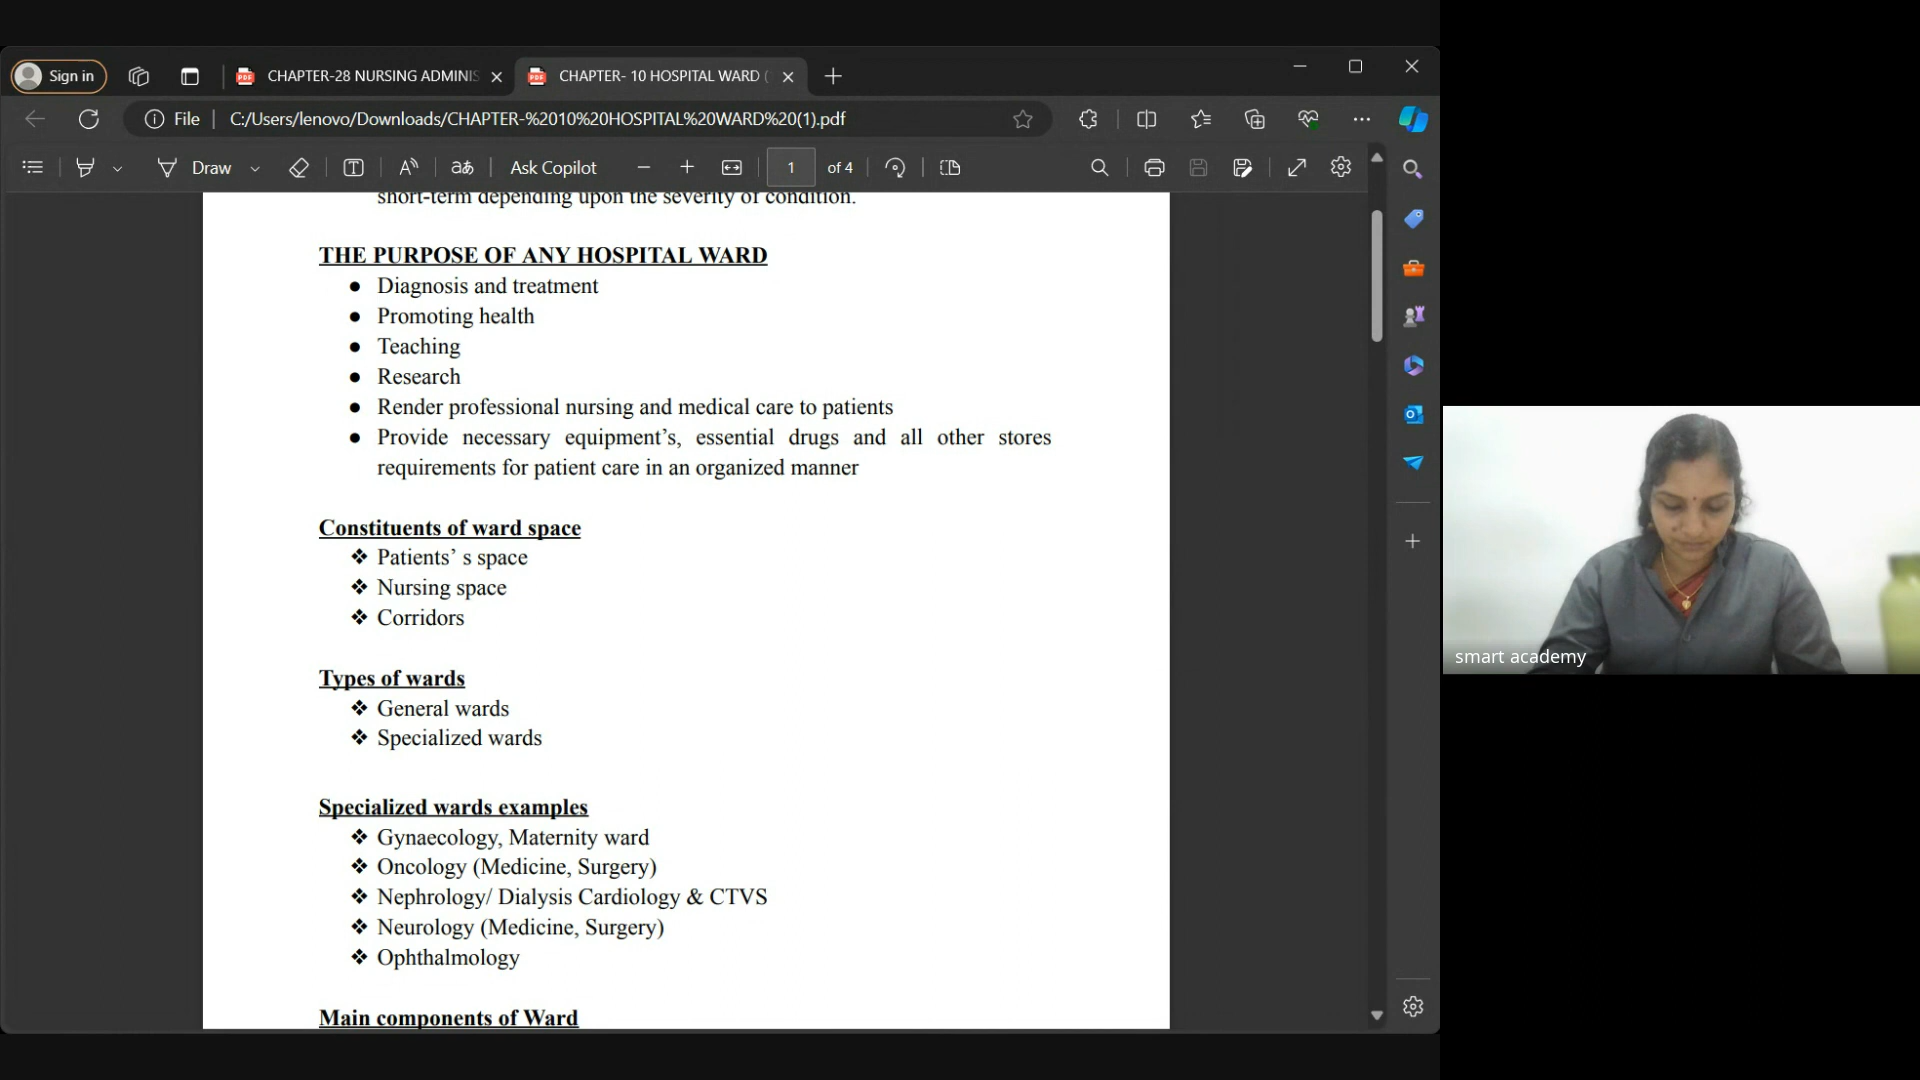 Sign in
CHAPTER-28 NURSING ADMINIS
CHAPTER- 10 HOSPITAL WARD (
File
C:/Users/lenovo/Downloads/CHAPTER-%2010%20HOSPITAL%20WARD%20(1).pdf
Draw
Ask Copilot
1 of 4
short-term depending upon the severity of condition.
THE PURPOSE OF ANY HOSPITAL WARD
● Diagnosis and treatment
● Promoting health
● Teaching
● Research
● Render professional nursing and medical care to patients
● Provide necessary equipment’s, essential drugs and all other stores
requirements for patient care in an organized manner
Constituents of ward space
❖ Patients’ s space
❖ Nursing space
❖ Corridors
Types of wards
❖ General wards
❖ Specialized wards
Specialized wards examples
❖ Gynaecology, Maternity ward
❖ Oncology (Medicine, Surgery)
❖ Nephrology/ Dialysis Cardiology & CTVS
❖ Neurology (Medicine, Surgery)
❖ Ophthalmology
Main components of Ward
smart academy